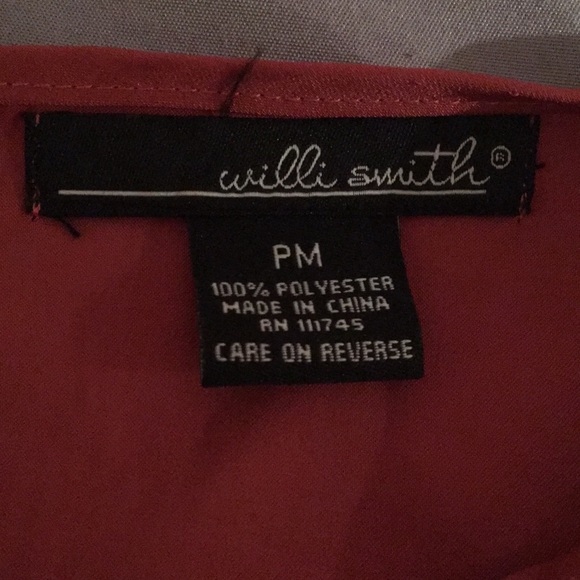 willi smith®
PM
100% POLYESTER
MADE IN CHINA
RN 111745
CARE ON REVERSE